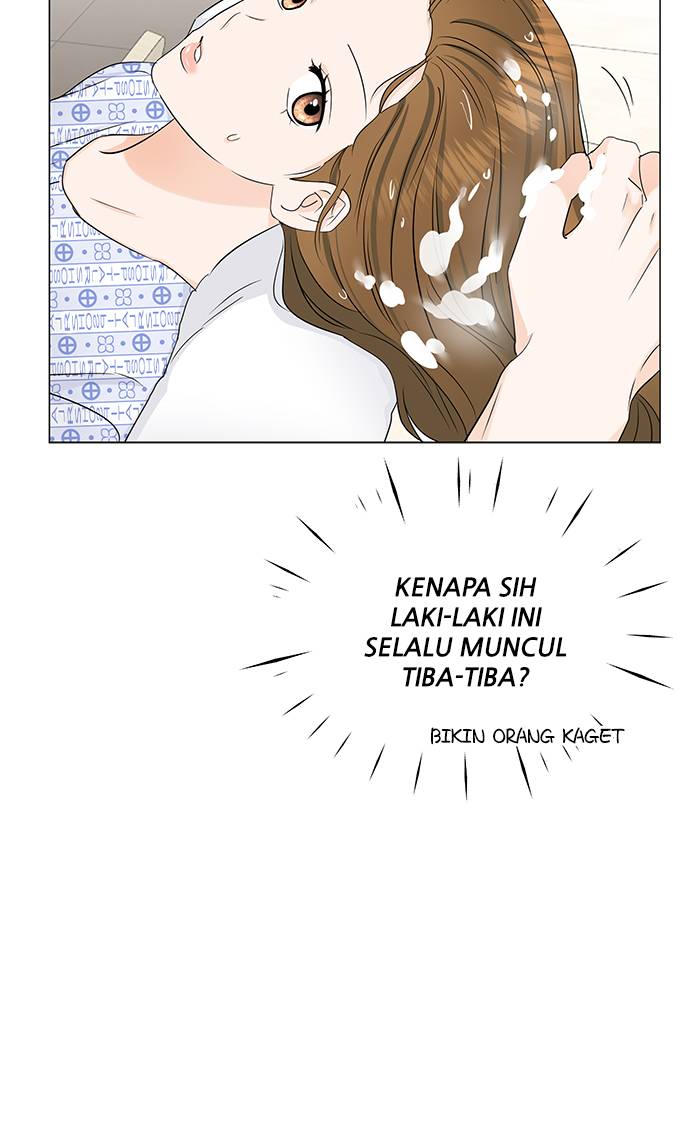 KENAPA SIH
LAKI-LAKI INI
SELALU MUNCUL
TIBA-TIBA?
BIKIN ORANG KAGET